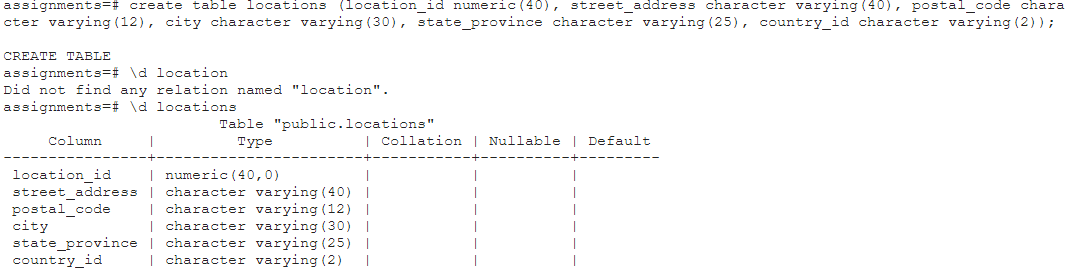 assignments=# create table locations (location_id numeric(40), street_address character varying(40), postal_code chara
cter varying(12), city character varying(30), state_province character varying(25), country_id character varying(2));
CREATE TABLE
assignments=# \d location
Did not find any relation named "location".
assignments=# \d locations
Table "public.locations"
Column | Type | Collation | Nullable | Default
----------------+-----------------------+-----------+----------+---------
location_id | numeric(40,0) | | |
street_address | character varying(40) | | |
postal_code | character varying(12) | | |
city | character varying(30) | | |
state_province | character varying(25) | | |
country_id | character varying(2) | | |